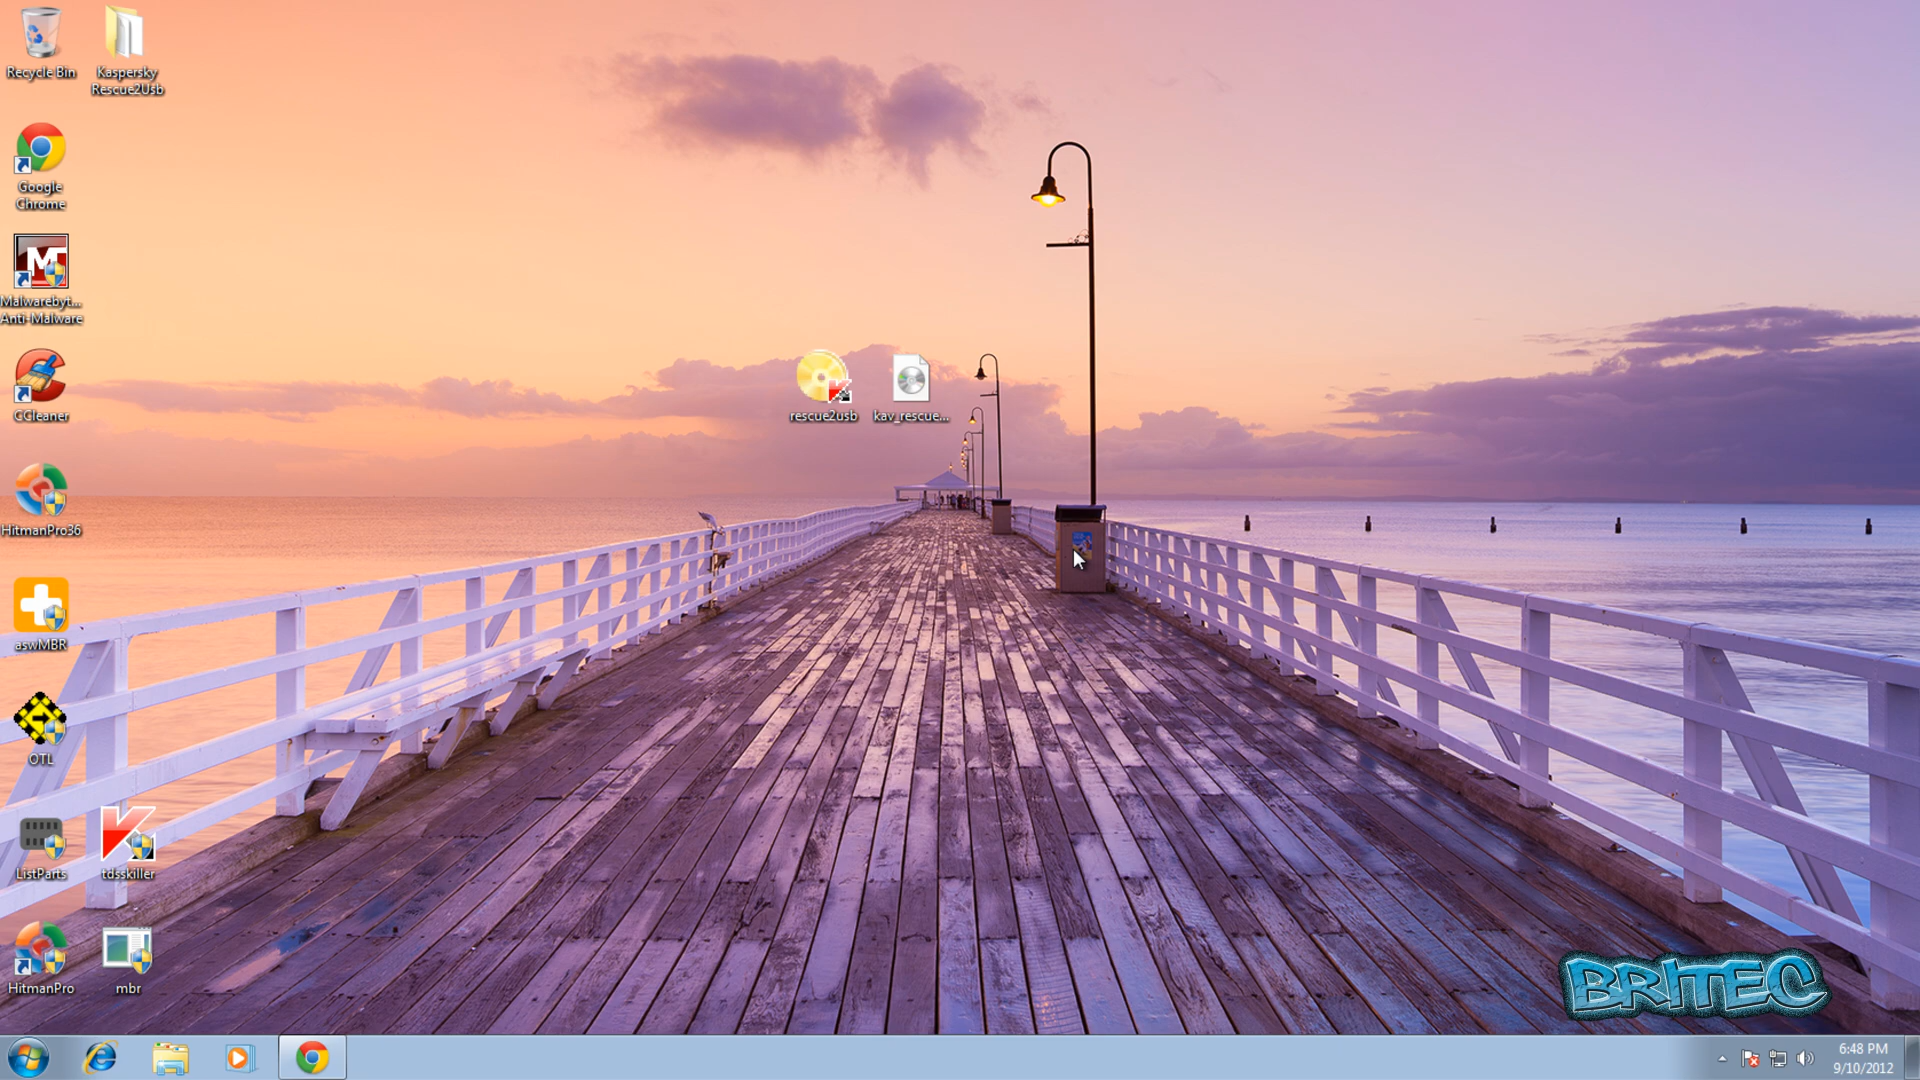 Recycle Bin
Kaspersky
Rescue2Usb
Google
Chrome
Malwarebyt...
Anti-Malware
CCleaner
rescue2usb
kav_rescue...
HitmanPro36
aswMBR
OTL
ListParts
tdsskiller
HitmanPro
mbr
BRITEC
6:48 PM
9/10/2012